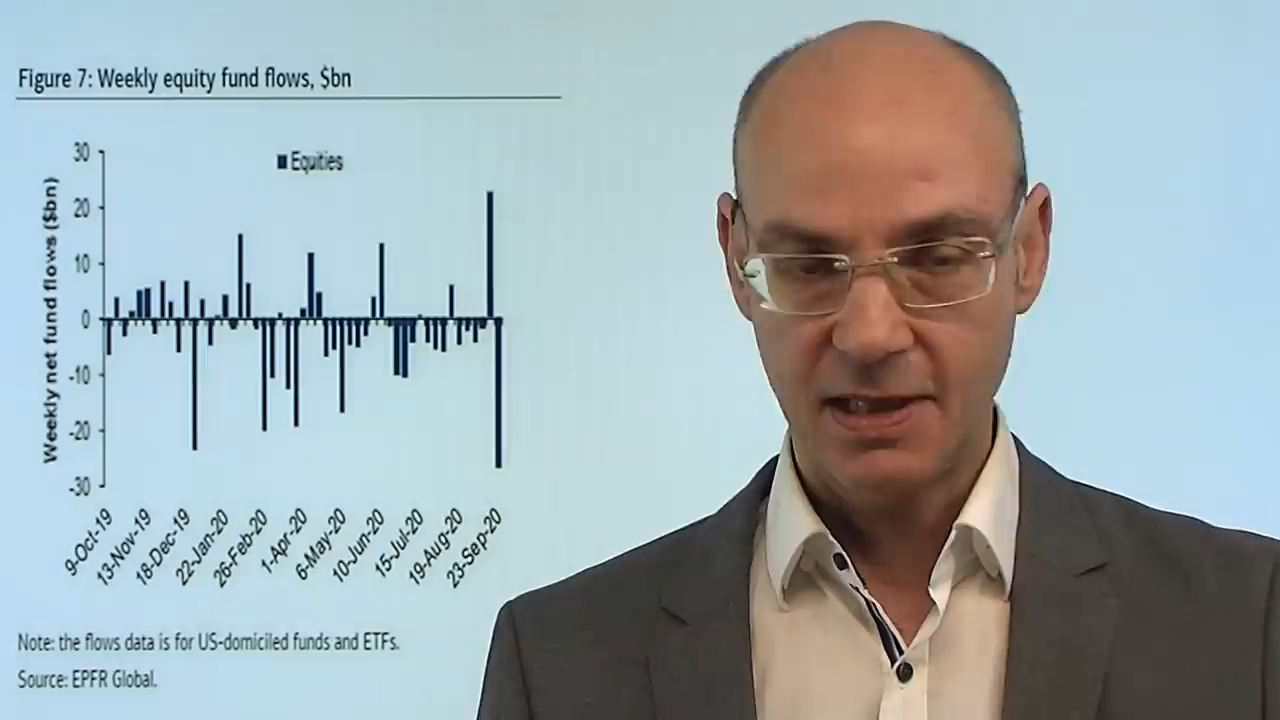 Figure 7: Weekly equity fund flows, $bn
Equities
Weekly net fund flows ($bn)
30
20
10
0
-10
-20
-30
9-Oct-19
13-Nov-19
18-Dec-19
22-Jan-20
26-Feb-20
1-Apr-20
6-May-20
10-Jun-20
15-Jul-20
19-Aug-20
23-Sep-20
Note: the flows data is for US-domiciled funds and ETFs.
Source: EPFR Global.